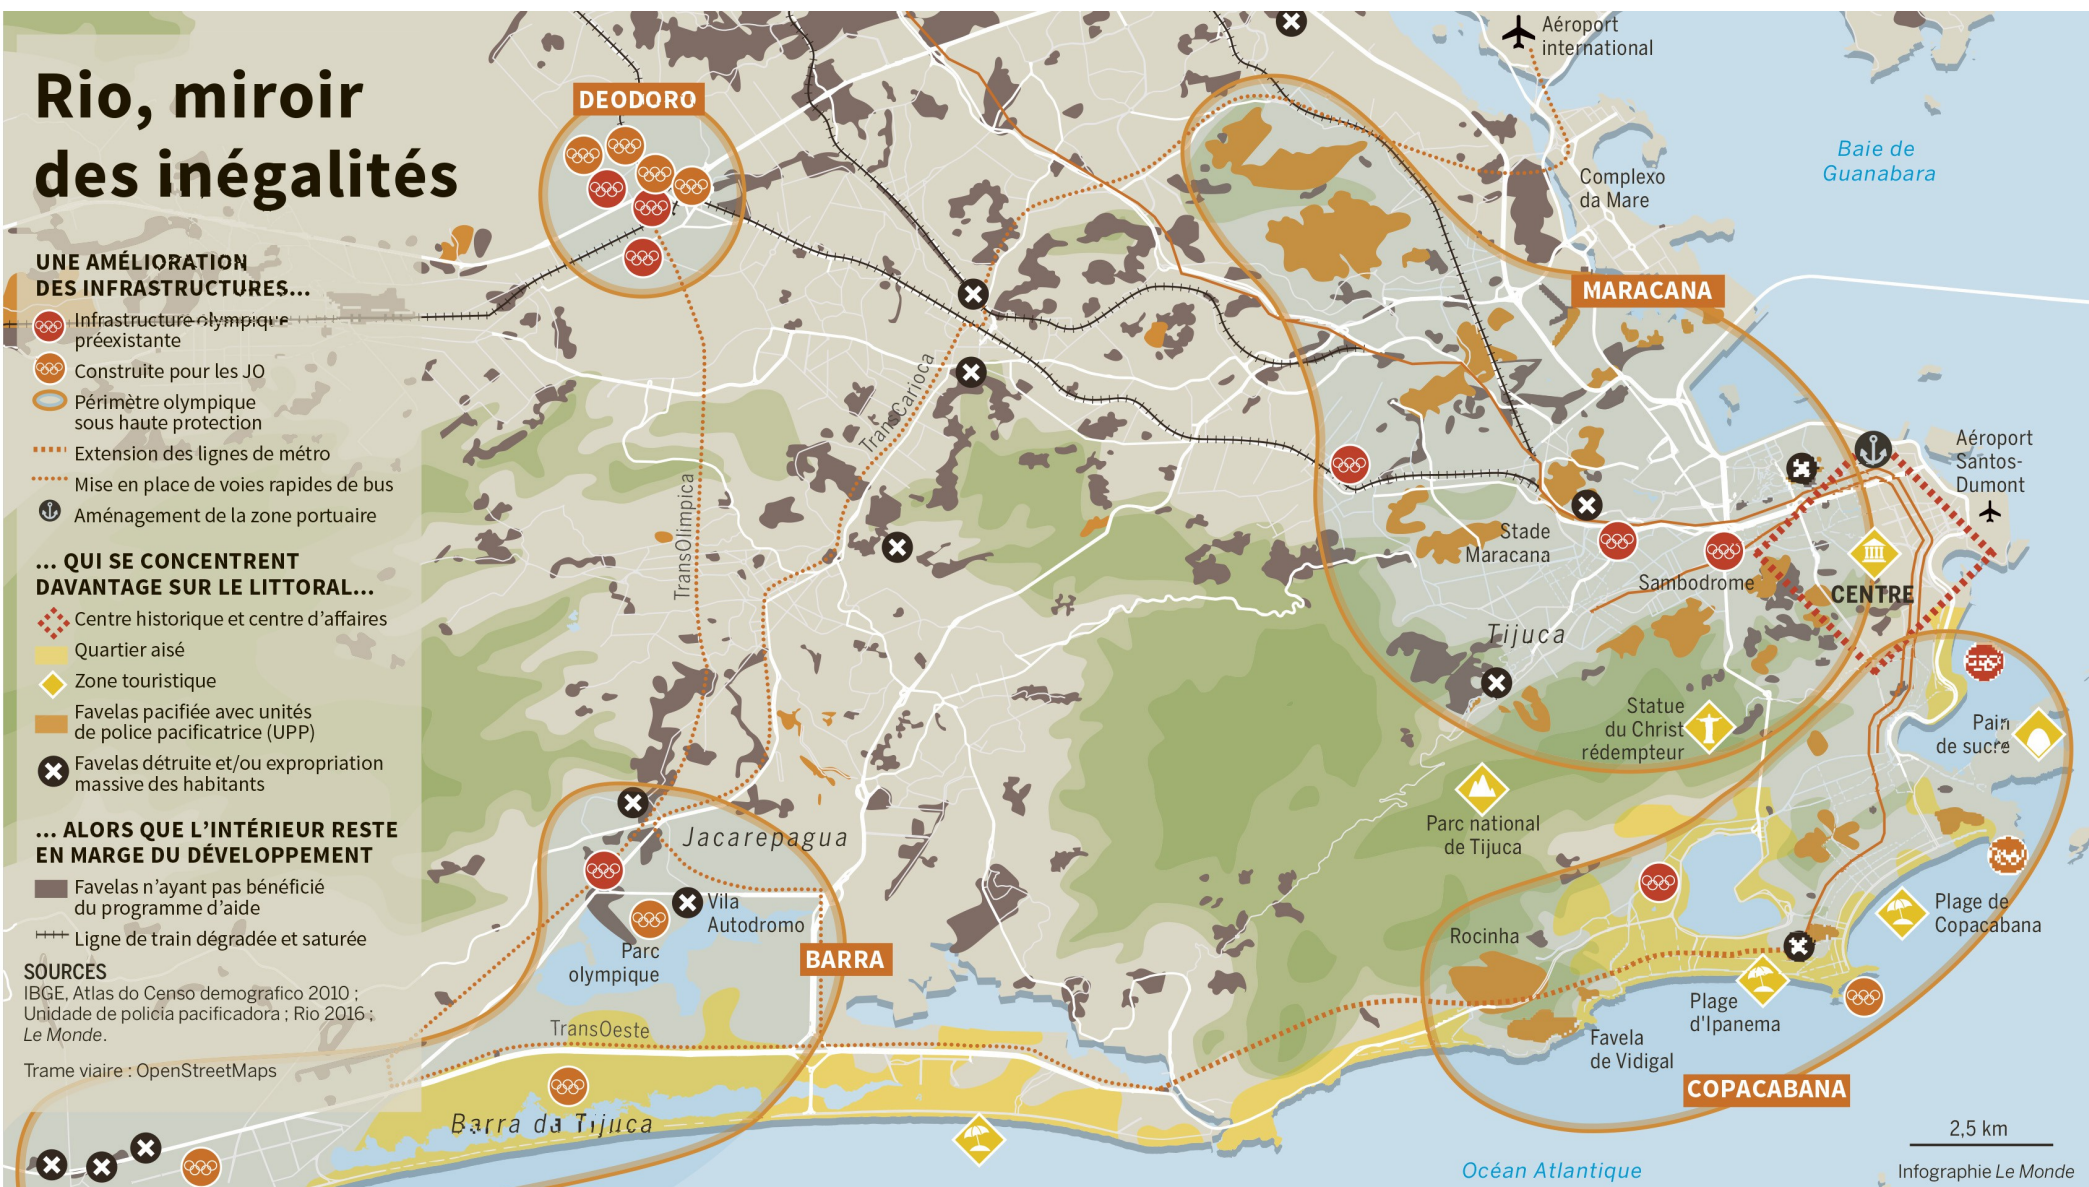 Rio, miroir
des inégalités
UNE AMÉLIORATION
DES INFRASTRUCTURES...
Infrastructure olympique
préexistante
Construite pour les JO
Périmètre olympique
sous haute protection
Extension des lignes de métro
Mise en place de voies rapides de bus
Aménagement de la zone portuaire
... QUI SE CONCENTRENT
DAVANTAGE SUR LE LITTORAL...
Centre historique et centre d'affaires
Quartier aisé
Zone touristique
Favelas pacifiée avec unités
de police pacificatrice (UPP)
Favelas détruite et/ou expropriation
massive des habitants
... ALORS QUE L'INTÉRIEUR RESTE
EN MARGE DU DÉVELOPPEMENT
Favelas n'ayant pas bénéficié
du programme d'aide
Ligne de train dégradée et saturée
SOURCES
IBGE, Atlas do Censo demografico 2010 ;
Unidade de policía pacificadora ; Rio 2016 ;
Le Monde.
Trame viaire : OpenStreetMaps
DEODORO
Aéroport
international
Baie de
Guanabara
Complexo
da Mare
MARACANA
TransCarioca
TransOlimpica
Aéroport
Santos-
Dumont
Stade
Maracana
Sambodrome
CENTRE
Tijuca
Statue
du Christ
rédempteur
Pain
de sucre
Parc national
de Tijuca
Jacarepagua
Vila
Autodromo
Parc
olympique
BARRA
TransOeste
Barra da Tijuca
Rocinha
Plage de
Copacabana
Plage
d'Ipanema
Favela
de Vidigal
COPACABANA
2,5 km
Océan Atlantique
Infographie Le Monde